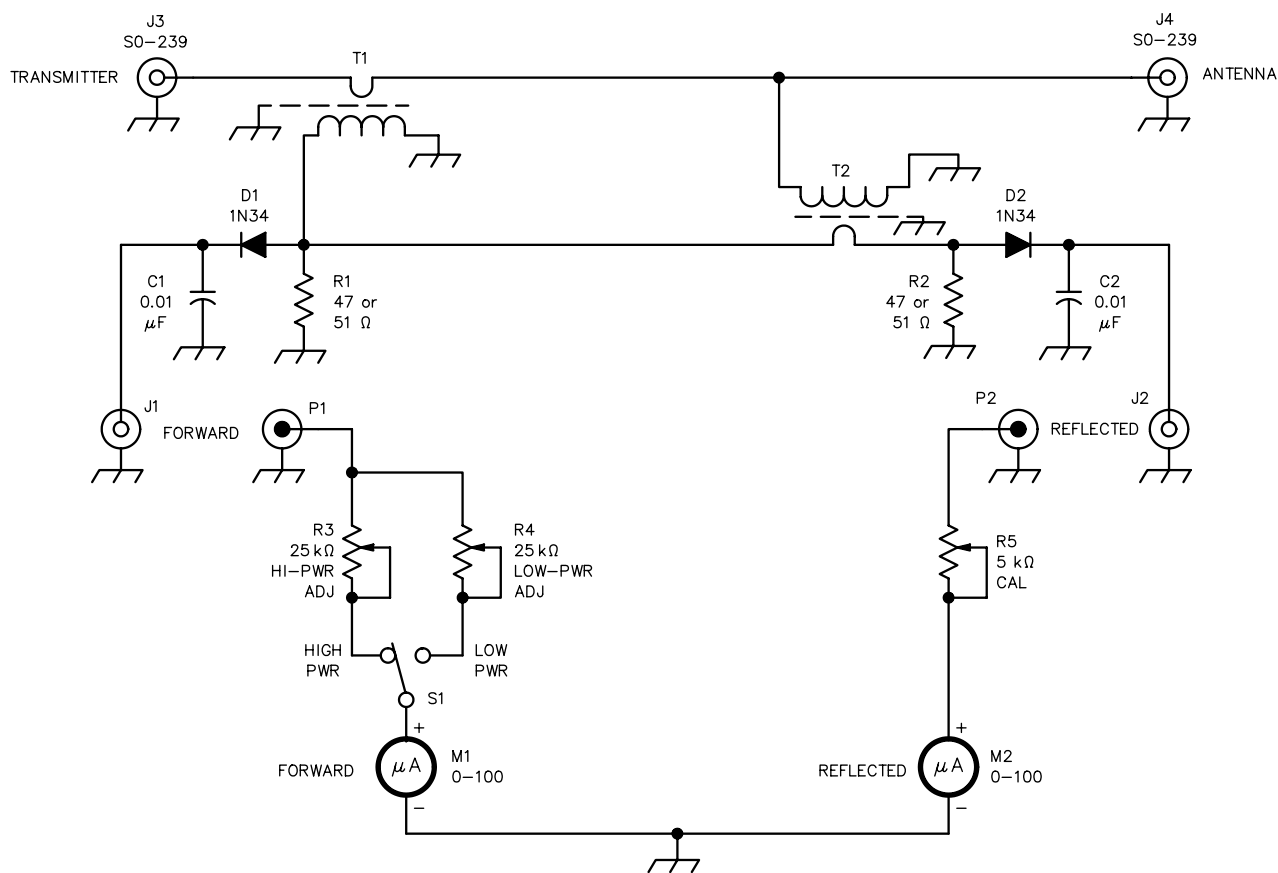 J3
SO-239
TRANSMITTER
T1
J4
SO-239
ANTENNA
T2
D1
1N34
D2
1N34
C1
0.01
µF
R1
47 or
51 Ω
R2
47 or
51 Ω
C2
0.01
µF
J1
FORWARD
P1
P2
REFLECTED
J2
R3
25 kΩ
HI-PWR
ADJ
R4
25 kΩ
LOW-PWR
ADJ
R5
5 kΩ
CAL
HIGH
PWR
LOW
PWR
S1
+
FORWARD
µA
M1
0-100
−
+
REFLECTED
µA
M2
0-100
−